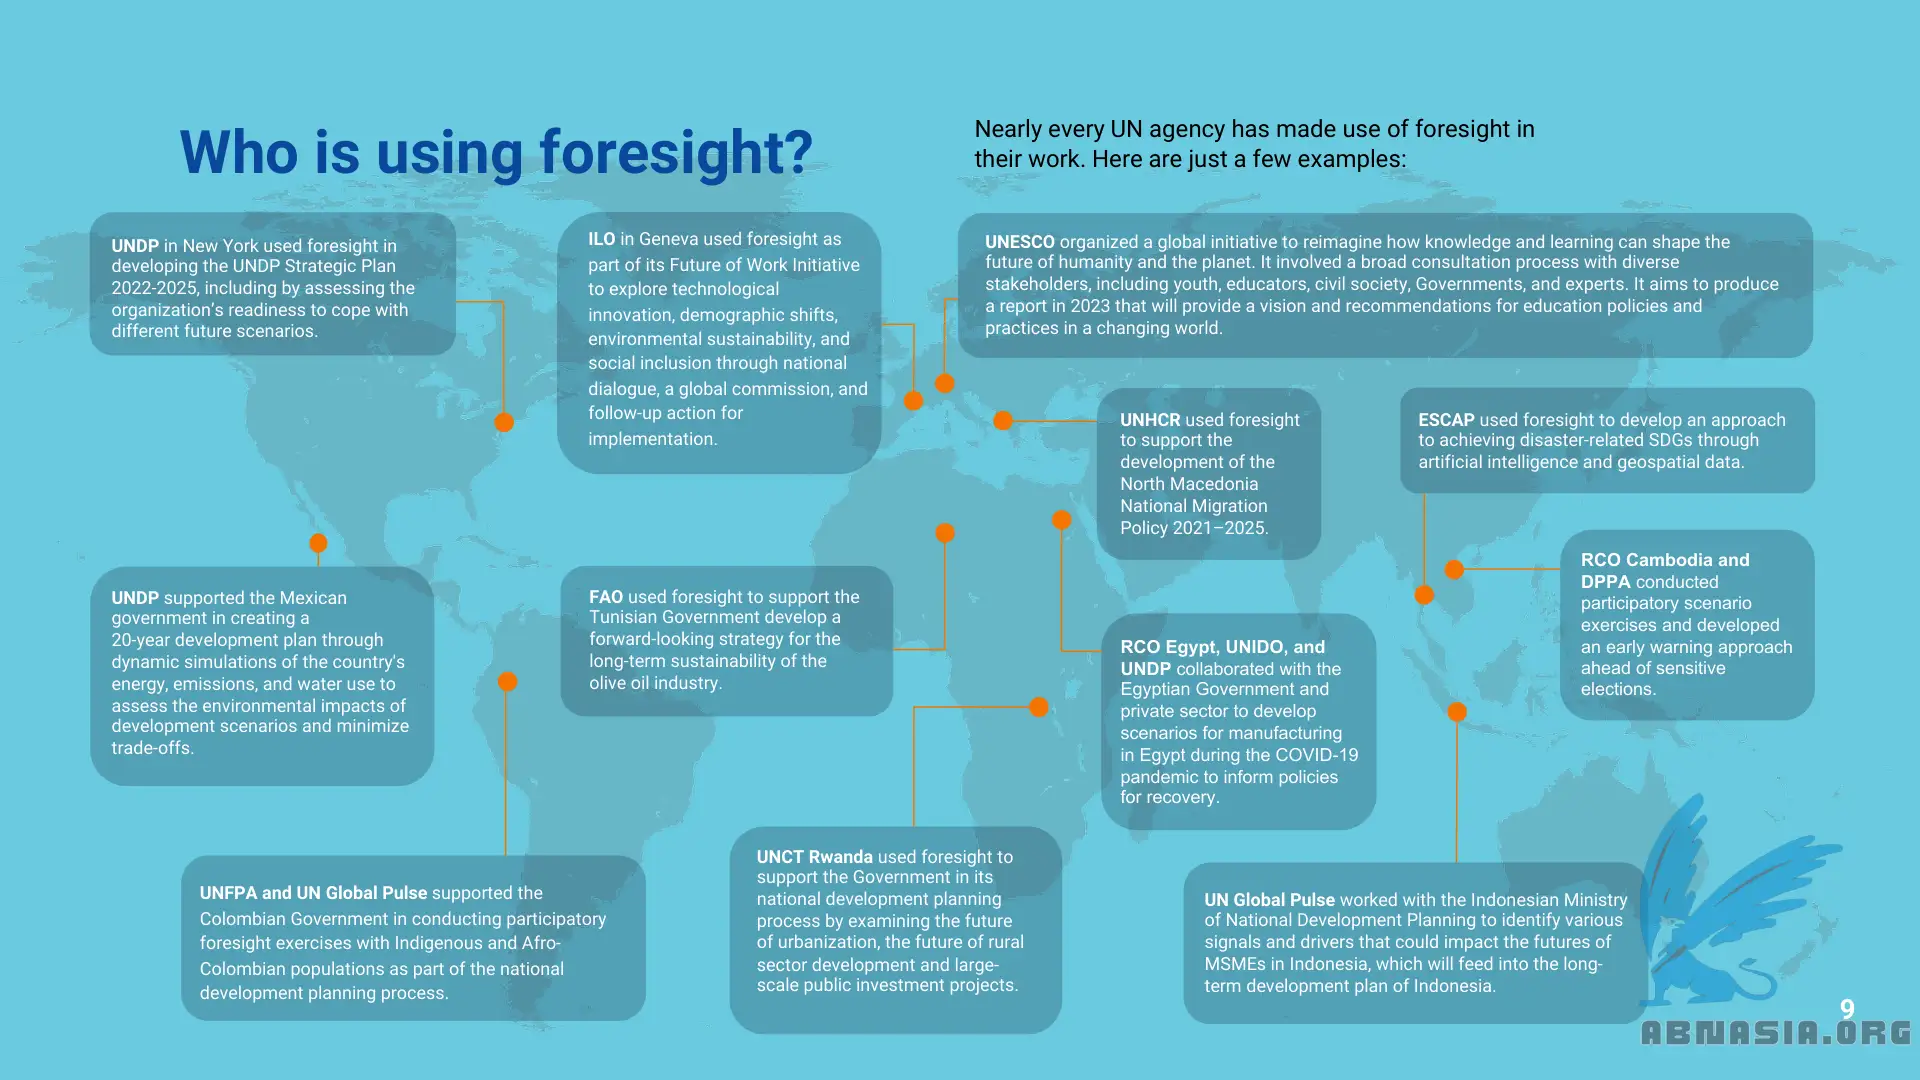 Who is using foresight?
Nearly every UN agency has made use of foresight in
their work. Here are just a few examples:
UNDP in New York used foresight in
developing the UNDP Strategic Plan
2022-2025, including by assessing the
organization's readiness to cope with
different future scenarios.
ILO in Geneva used foresight as
part of its Future of Work Initiative
to explore technological
innovation, demographic shifts,
environmental sustainability, and
social inclusion through national
dialogue, a global commission, and
follow-up action for
implementation.
UNESCO organized a global initiative to reimagine how knowledge and learning can shape the
future of humanity and the planet. It involved a broad consultation process with diverse
stakeholders, including youth, educators, civil society, Governments, and experts. It aims to produce
a report in 2023 that will provide a vision and recommendations for education policies and
practices in a changing world.
UNHCR used foresight
to support the
development of the
North Macedonia
National Migration
Policy 2021–2025.
ESCAP used foresight to develop an approach
to achieving disaster-related SDGs through
artificial intelligence and geospatial data.
RCO Cambodia and
DPPA conducted
participatory scenario
exercises and developed
an early warning approach
ahead of sensitive
elections.
UNDP supported the Mexican
government in creating a
20-year development plan through
dynamic simulations of the country's
energy, emissions, and water use to
assess the environmental impacts of
development scenarios and minimize
trade-offs.
FAO used foresight to support the
Tunisian Government develop a
forward-looking strategy for the
long-term sustainability of the
olive oil industry.
RCO Egypt, UNIDO, and
UNDP collaborated with the
Egyptian Government and
private sector to develop
scenarios for manufacturing
in Egypt during the COVID-19
pandemic to inform policies
for recovery.
UNFPA and UN Global Pulse supported the
Colombian Government in conducting participatory
foresight exercises with Indigenous and Afro-
Colombian populations as part of the national
development planning process.
UNCT Rwanda used foresight to
support the Government in its
national development planning
process by examining the future
of urbanization, the future of rural
sector development and large-
scale public investment projects.
UN Global Pulse worked with the Indonesian Ministry
of National Development Planning to identify various
signals and drivers that could impact the futures of
MSMEs in Indonesia, which will feed into the long-
term development plan of Indonesia.
9
ABNASIA.ORG